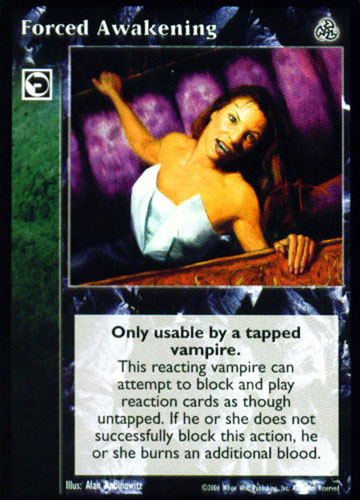 Forced Awakening
Only usable by a tapped
vampire.
This reacting vampire can
attempt to block and play
reaction cards as though
untapped. If he or she does not
successfully block this action, he
or she burns an additional blood.
Illus: Alan Rabinowitz
©2006 White Wolf Publishing, Inc. All Rights Reserved